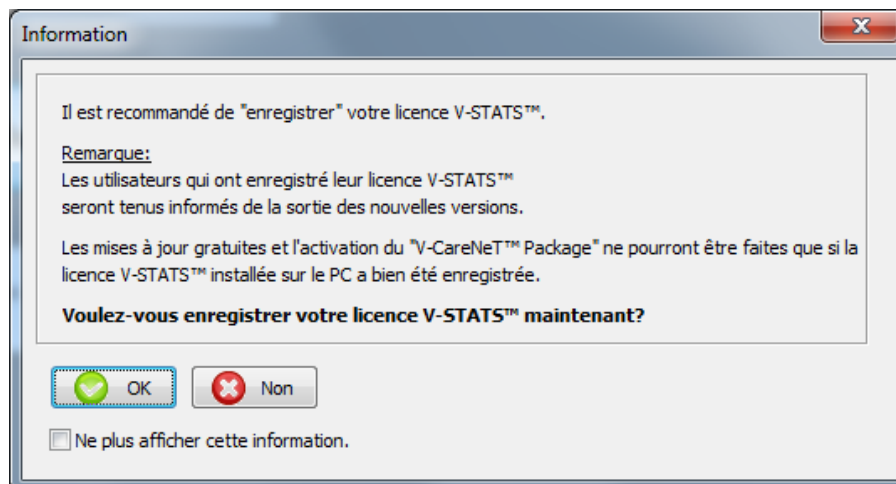 Information
Il est recommandé de "enregistrer" votre licence V-STATS™.
Remarque:
Les utilisateurs qui ont enregistré leur licence V-STATS™
seront tenus informés de la sortie des nouvelles versions.
Les mises à jour gratuites et l'activation du "V-CareNeT™ Package" ne pourront être faites que si la
licence V-STATS™ installée sur le PC a bien été enregistrée.
Voulez-vous enregistrer votre licence V-STATS™ maintenant?
OK Non
Ne plus afficher cette information.